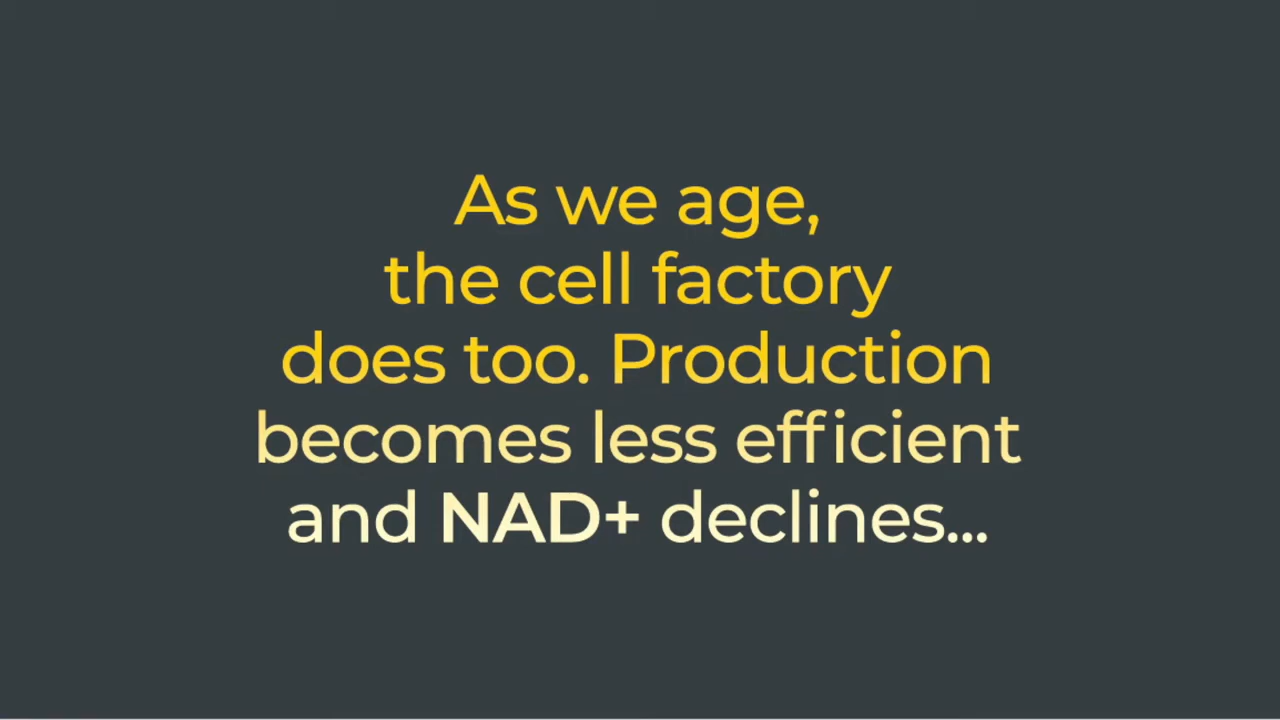 As we age,
the cell factory
does too. Production
becomes less efficient
and NAD+ declines...